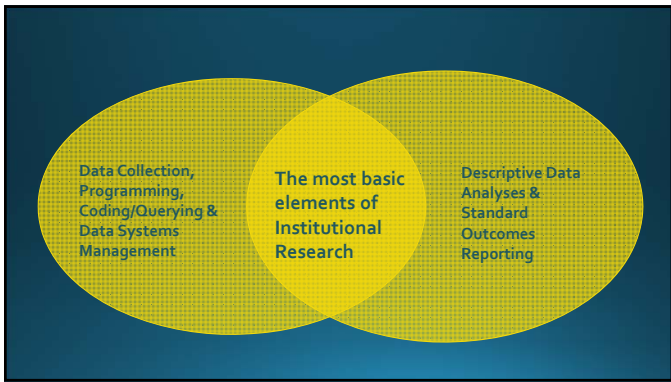 Data Collection,
Programming,
Coding/Querying &
Data Systems
Management
The most basic
elements of
Institutional
Research
Descriptive Data
Analyses &
Standard
Outcomes
Reporting